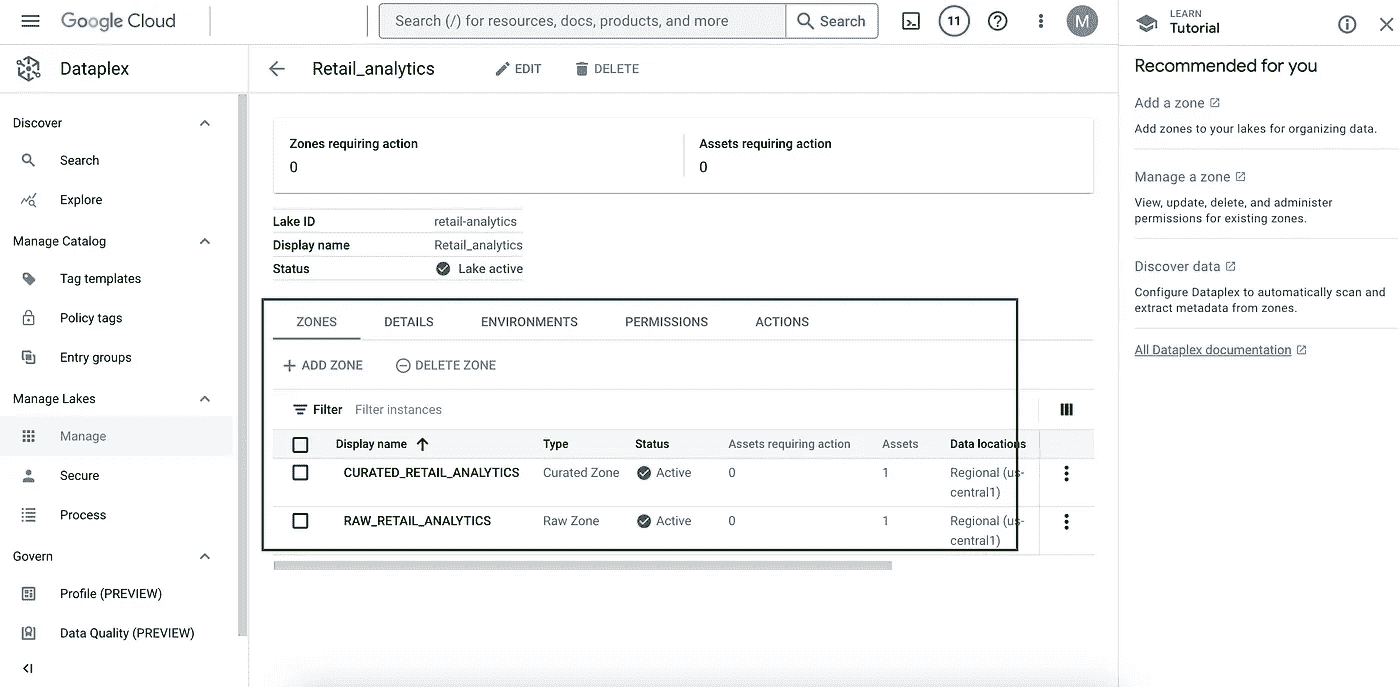 Google Cloud
Search (/) for resources, docs, products, and more
Search
11
M
LEARN
Tutorial
Dataplex
Retail_analytics
EDIT
DELETE
Discover
Search
Explore
Manage Catalog
Tag templates
Policy tags
Entry groups
Manage Lakes
Manage
Secure
Process
Govern
Profile (PREVIEW)
Data Quality (PREVIEW)
Zones requiring action
0
Assets requiring action
0
Lake ID retail-analytics
Display name Retail_analytics
Status Lake active
ZONES DETAILS ENVIRONMENTS PERMISSIONS ACTIONS
ADD ZONE DELETE ZONE
Filter Filter instances
Display name Type Status Assets requiring action Assets Data locations
CURATED_RETAIL_ANALYTICS Curated Zone Active 0 1 Regional (us-
central1)
RAW_RETAIL_ANALYTICS Raw Zone Active 0 1 Regional (us-
central1)
Recommended for you
Add a zone
Add zones to your lakes for organizing data.
Manage a zone
View, update, delete, and administer
permissions for existing zones.
Discover data
Configure Dataplex to automatically scan and
extract metadata from zones.
All Dataplex documentation